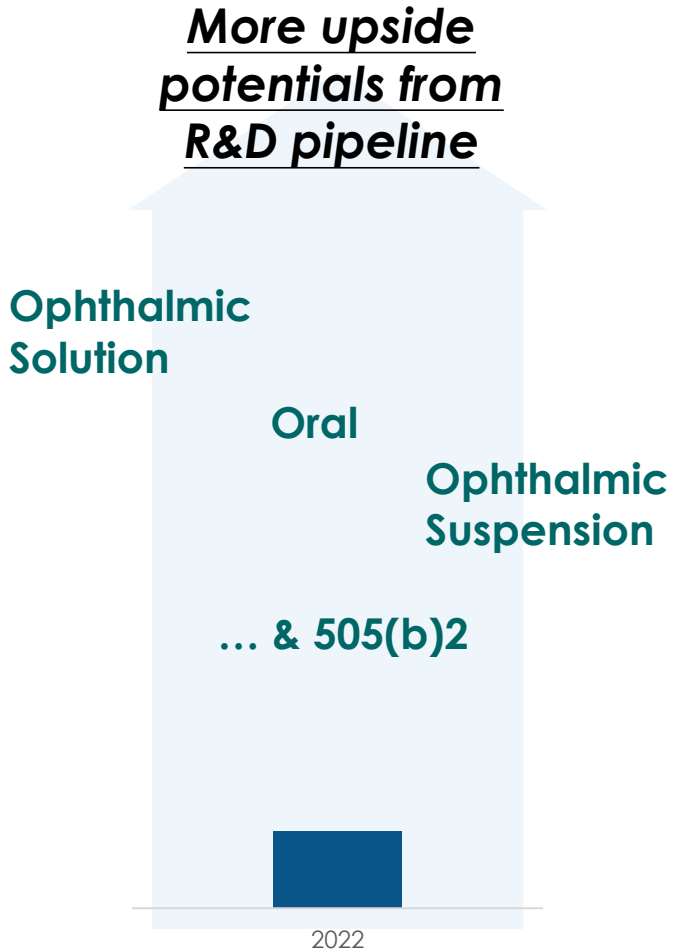 More upside
potentials from
R&D pipeline
Ophthalmic
Solution
Oral
Ophthalmic
Suspension
… & 505(b)2
2022